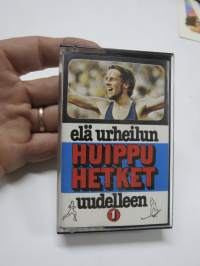 elä urheilun
HUIPPU
HETKET
uudelleen
1